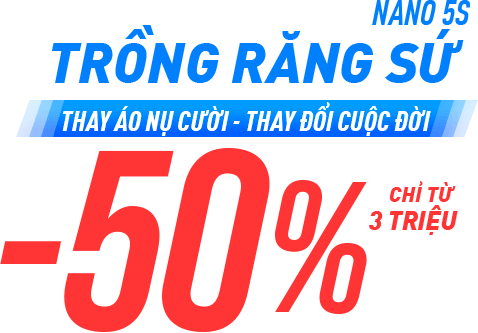 NANO 5S
TRỒNG RĂNG SỨ
THAY ÁO NỤ CƯỜI - THAY ĐỔI CUỘC ĐỜI
-50%
CHỈ TỪ
3 TRIỆU